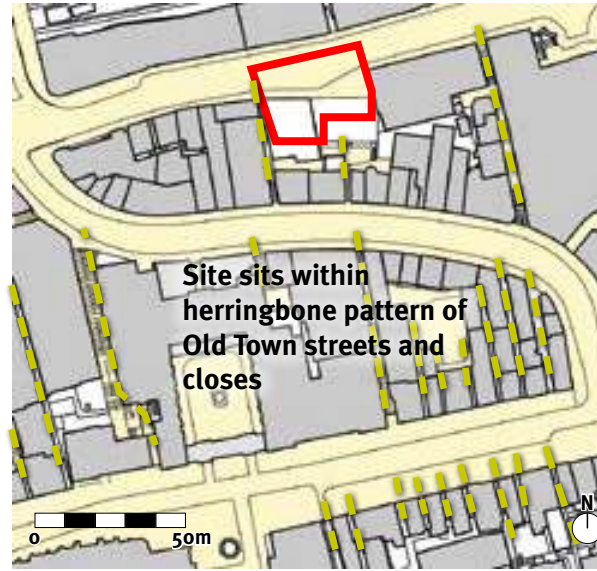 Site sits within
herringbone pattern of
Old Town streets and
closes
N
0 50m